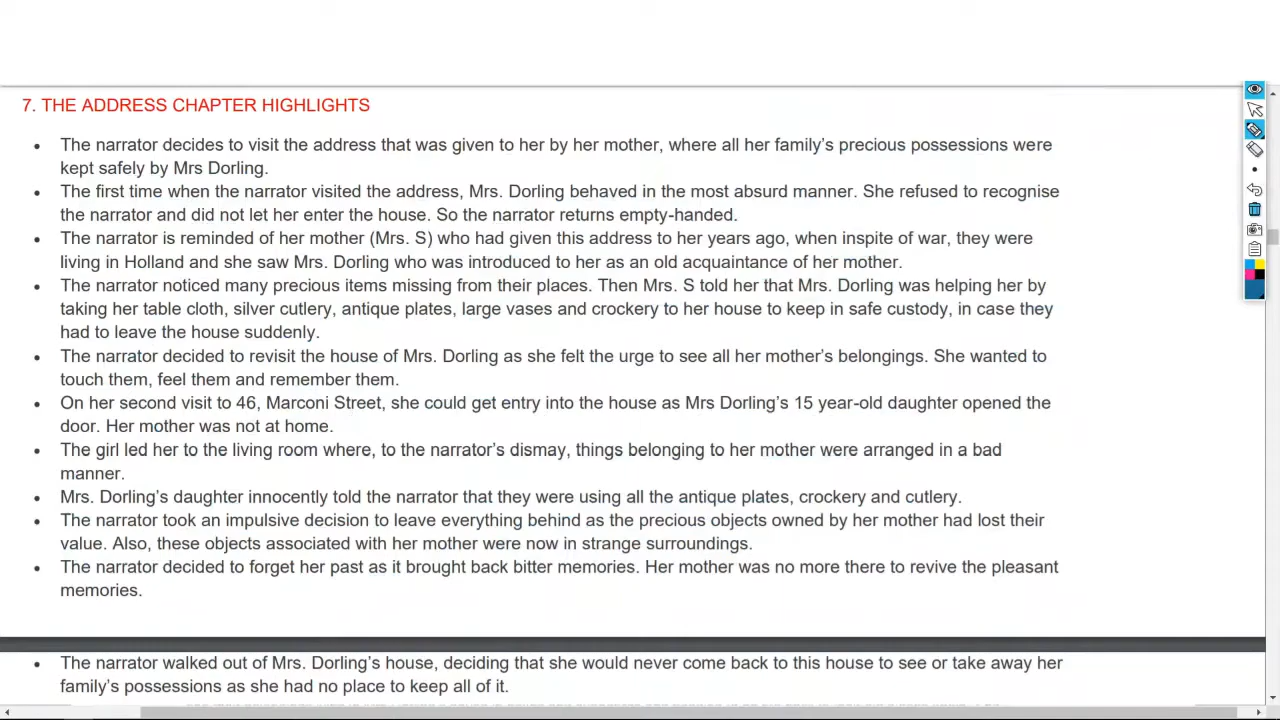 7. THE ADDRESS CHAPTER HIGHLIGHTS
• The narrator decides to visit the address that was given to her by her mother, where all her family's precious possessions were
kept safely by Mrs Dorling.
• The first time when the narrator visited the address, Mrs. Dorling behaved in the most absurd manner. She refused to recognise
the narrator and did not let her enter the house. So the narrator returns empty-handed.
• The narrator is reminded of her mother (Mrs. S) who had given this address to her years ago, when inspite of war, they were
living in Holland and she saw Mrs. Dorling who was introduced to her as an old acquaintance of her mother.
• The narrator noticed many precious items missing from their places. Then Mrs. S told her that Mrs. Dorling was helping her by
taking her table cloth, silver cutlery, antique plates, large vases and crockery to her house to keep in safe custody, in case they
had to leave the house suddenly.
• The narrator decided to revisit the house of Mrs. Dorling as she felt the urge to see all her mother's belongings. She wanted to
touch them, feel them and remember them.
• On her second visit to 46, Marconi Street, she could get entry into the house as Mrs Dorling's 15 year-old daughter opened the
door. Her mother was not at home.
• The girl led her to the living room where, to the narrator's dismay, things belonging to her mother were arranged in a bad
manner.
• Mrs. Dorling's daughter innocently told the narrator that they were using all the antique plates, crockery and cutlery.
• The narrator took an impulsive decision to leave everything behind as the precious objects owned by her mother had lost their
value. Also, these objects associated with her mother were now in strange surroundings.
• The narrator decided to forget her past as it brought back bitter memories. Her mother was no more there to revive the pleasant
memories.
• The narrator walked out of Mrs. Dorling's house, deciding that she would never come back to this house to see or take away her
family's possessions as she had no place to keep all of it.